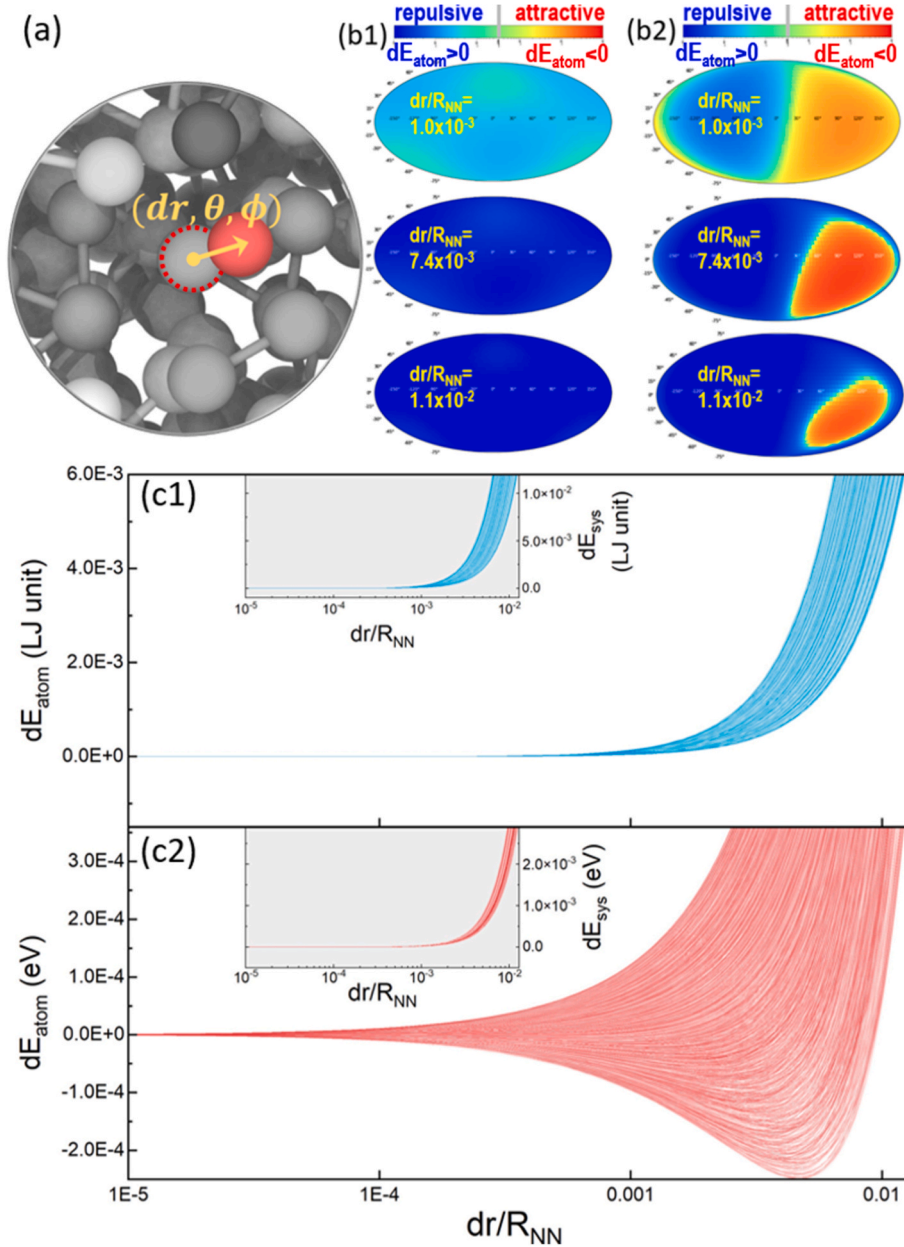 (a)
(dr, θ, ϕ)
(b1)
repulsive attractive
dE_atom>0 dE_atom<0
dr/R_NN=
1.0x10⁻³
dr/R_NN=
7.4x10⁻³
dr/R_NN=
1.1x10⁻²
(b2)
repulsive attractive
dE_atom>0 dE_atom<0
dr/R_NN=
1.0x10⁻³
dr/R_NN=
7.4x10⁻³
dr/R_NN=
1.1x10⁻²
(c1)
6.0E-3
4.0E-3
2.0E-3
0.0E+0
dE_atom (LJ unit)
1.0×10⁻²
5.0×10⁻³
0.0
dE_sys
(LJ unit)
10⁻⁵ 10⁻⁴ 10⁻³ 10⁻²
dr/R_NN
(c2)
3.0E-4
2.0E-4
1.0E-4
0.0E+0
-1.0E-4
-2.0E-4
dE_atom (eV)
2.0×10⁻³
1.0×10⁻³
0.0
dE_sys (eV)
10⁻⁵ 10⁻⁴ 10⁻³ 10⁻²
dr/R_NN
1E-5 1E-4 0.001 0.01
dr/R_NN